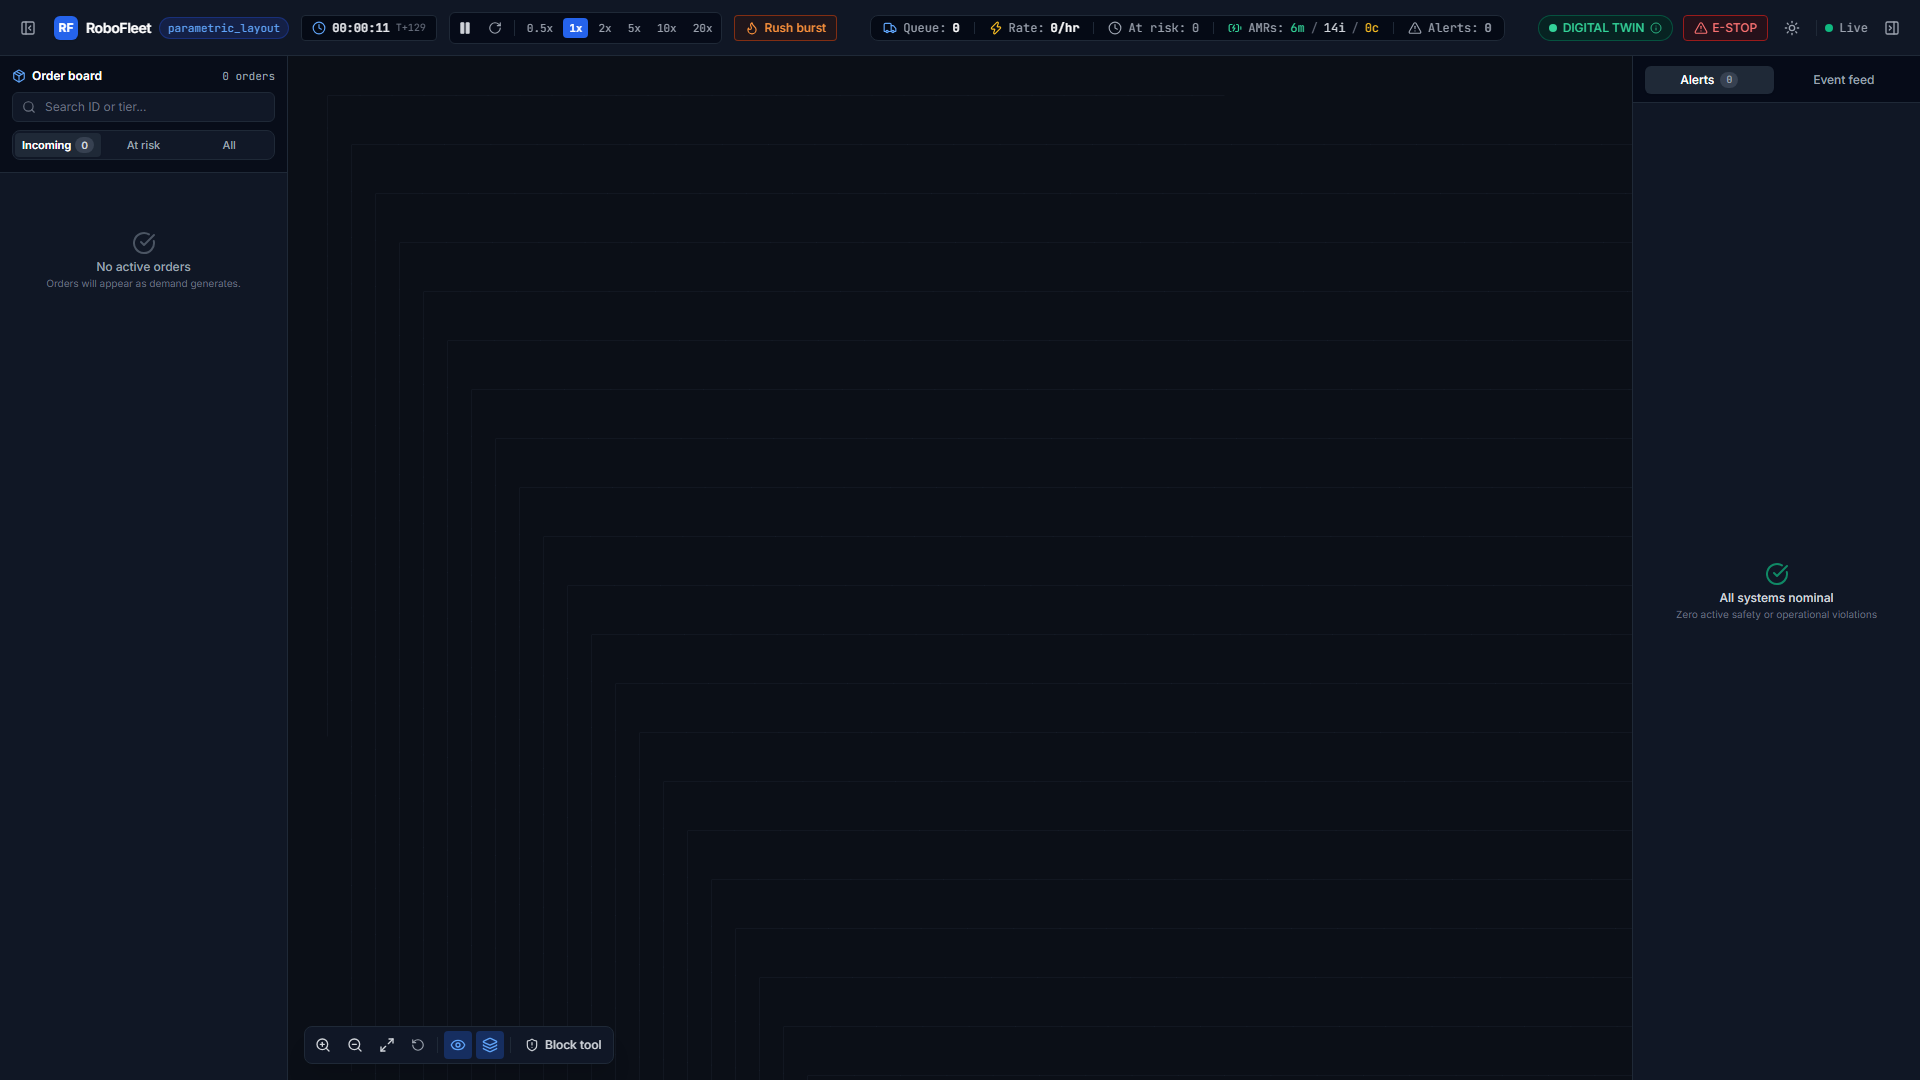 RF RoboFleet parametric_layout 00:00:11 T+129 0.5x 1x 2x 5x 10x 20x Rush burst Queue: 0 Rate: 0/hr At risk: 0 AMRs: 6m / 14i / 0c Alerts: 0 DIGITAL TWIN E-STOP Live
Order board 0 orders
Search ID or tier...
Incoming 0 At risk All
No active orders
Orders will appear as demand generates.
Block tool
Alerts 0 Event feed
All systems nominal
Zero active safety or operational violations